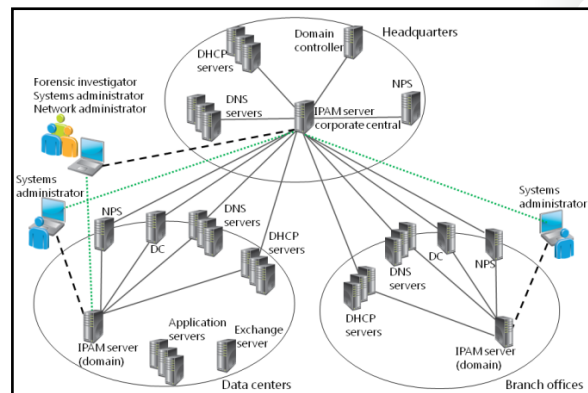 Headquarters
Domain
controller
DHCP
servers
Forensic investigator
Systems administrator
Network administrator
NPS
DNS
servers
IPAM server
corporate central
Systems
administrator
Systems
administrator
NPS
DC
DNS
servers
DHCP
servers
DNS
servers
DC
NPS
DHCP
servers
Application
servers
Exchange
server
IPAM server
(domain)
IPAM server
(domain)
Data centers
Branch offices